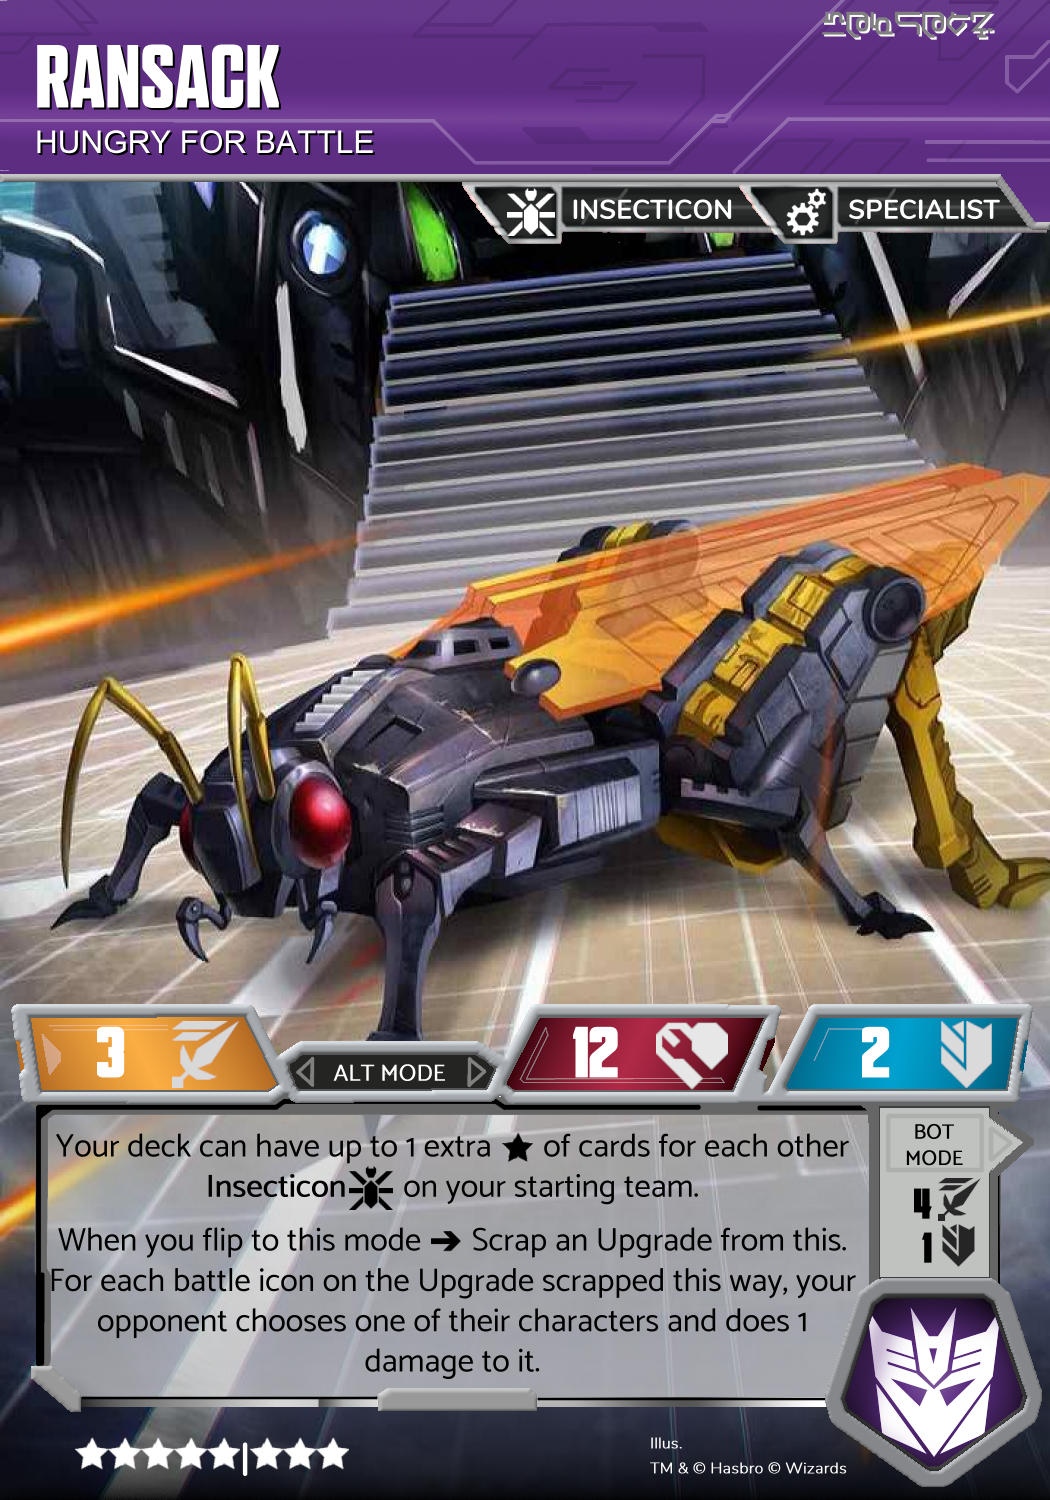 RANSACK
HUNGRY FOR BATTLE
INSECTICON
SPECIALIST
3
ALT MODE
12
2
Your deck can have up to 1 extra ★ of cards for each other
Insecticon on your starting team.
When you flip to this mode ➔ Scrap an Upgrade from this.
For each battle icon on the Upgrade scrapped this way, your
opponent chooses one of their characters and does 1
damage to it.
BOT
MODE
4
1
★★★★★|★★★
Illus.
TM & © Hasbro © Wizards